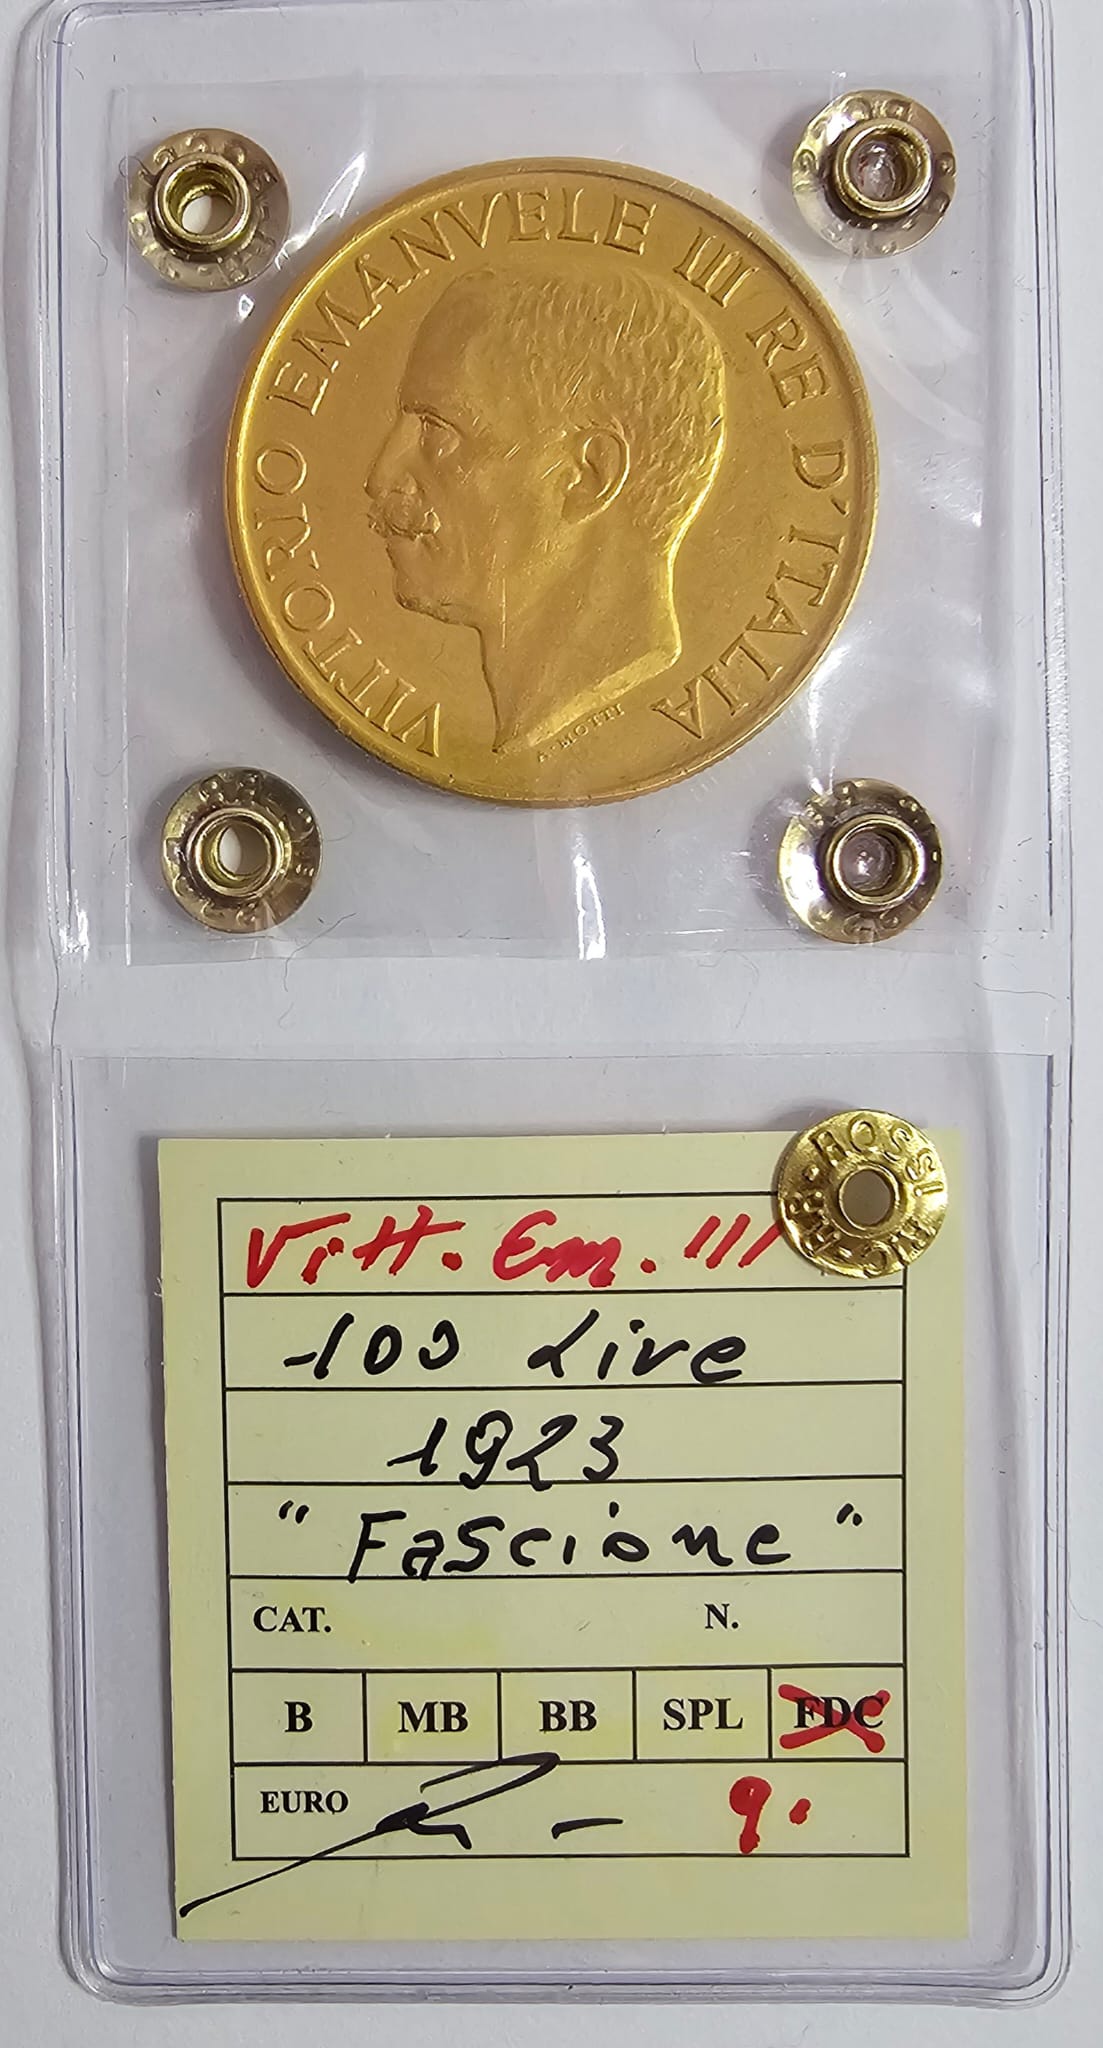 VITTORIO EMANVELE III RE D'ITALIA
A. MOTTI
ROSSI
Vitt. Em. III
100 Lire
1923
"Fascione"
CAT. N.
B MB BB SPL FDC
EURO R - q.